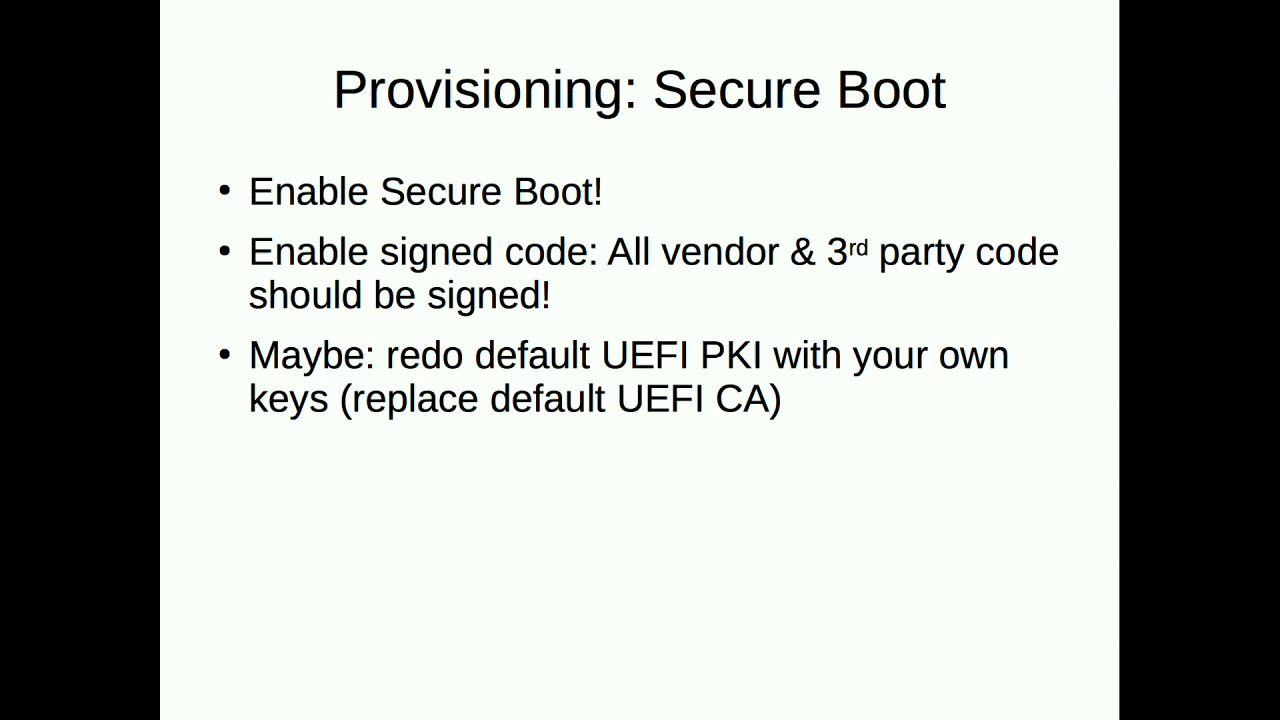 Provisioning: Secure Boot
• Enable Secure Boot!
• Enable signed code: All vendor & 3rd party code
should be signed!
• Maybe: redo default UEFI PKI with your own
keys (replace default UEFI CA)